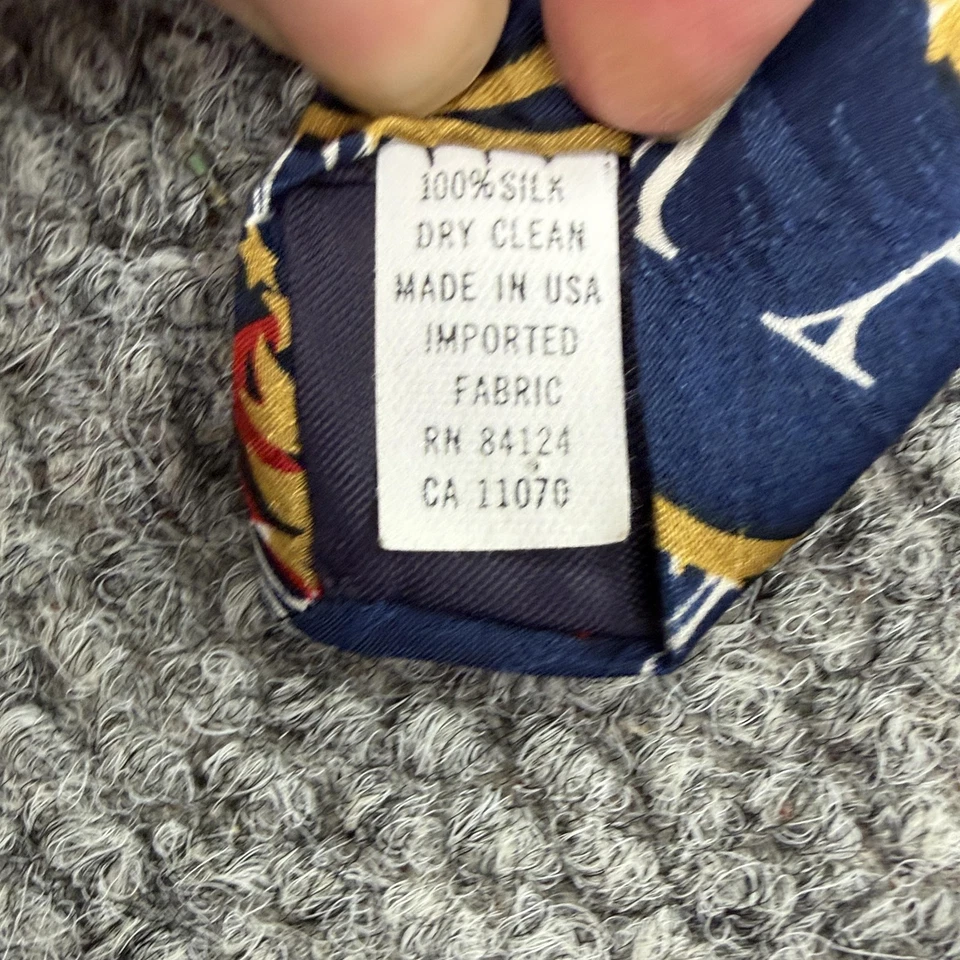 100% SILK
DRY CLEAN
MADE IN USA
IMPORTED
FABRIC
RN 84124
CA 11070
A